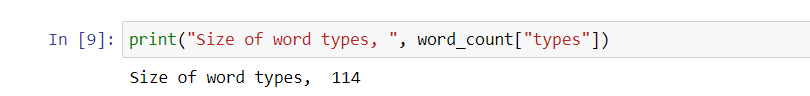 In [9]: print("Size of word types, ", word_count["types"])
Size of word types,  114